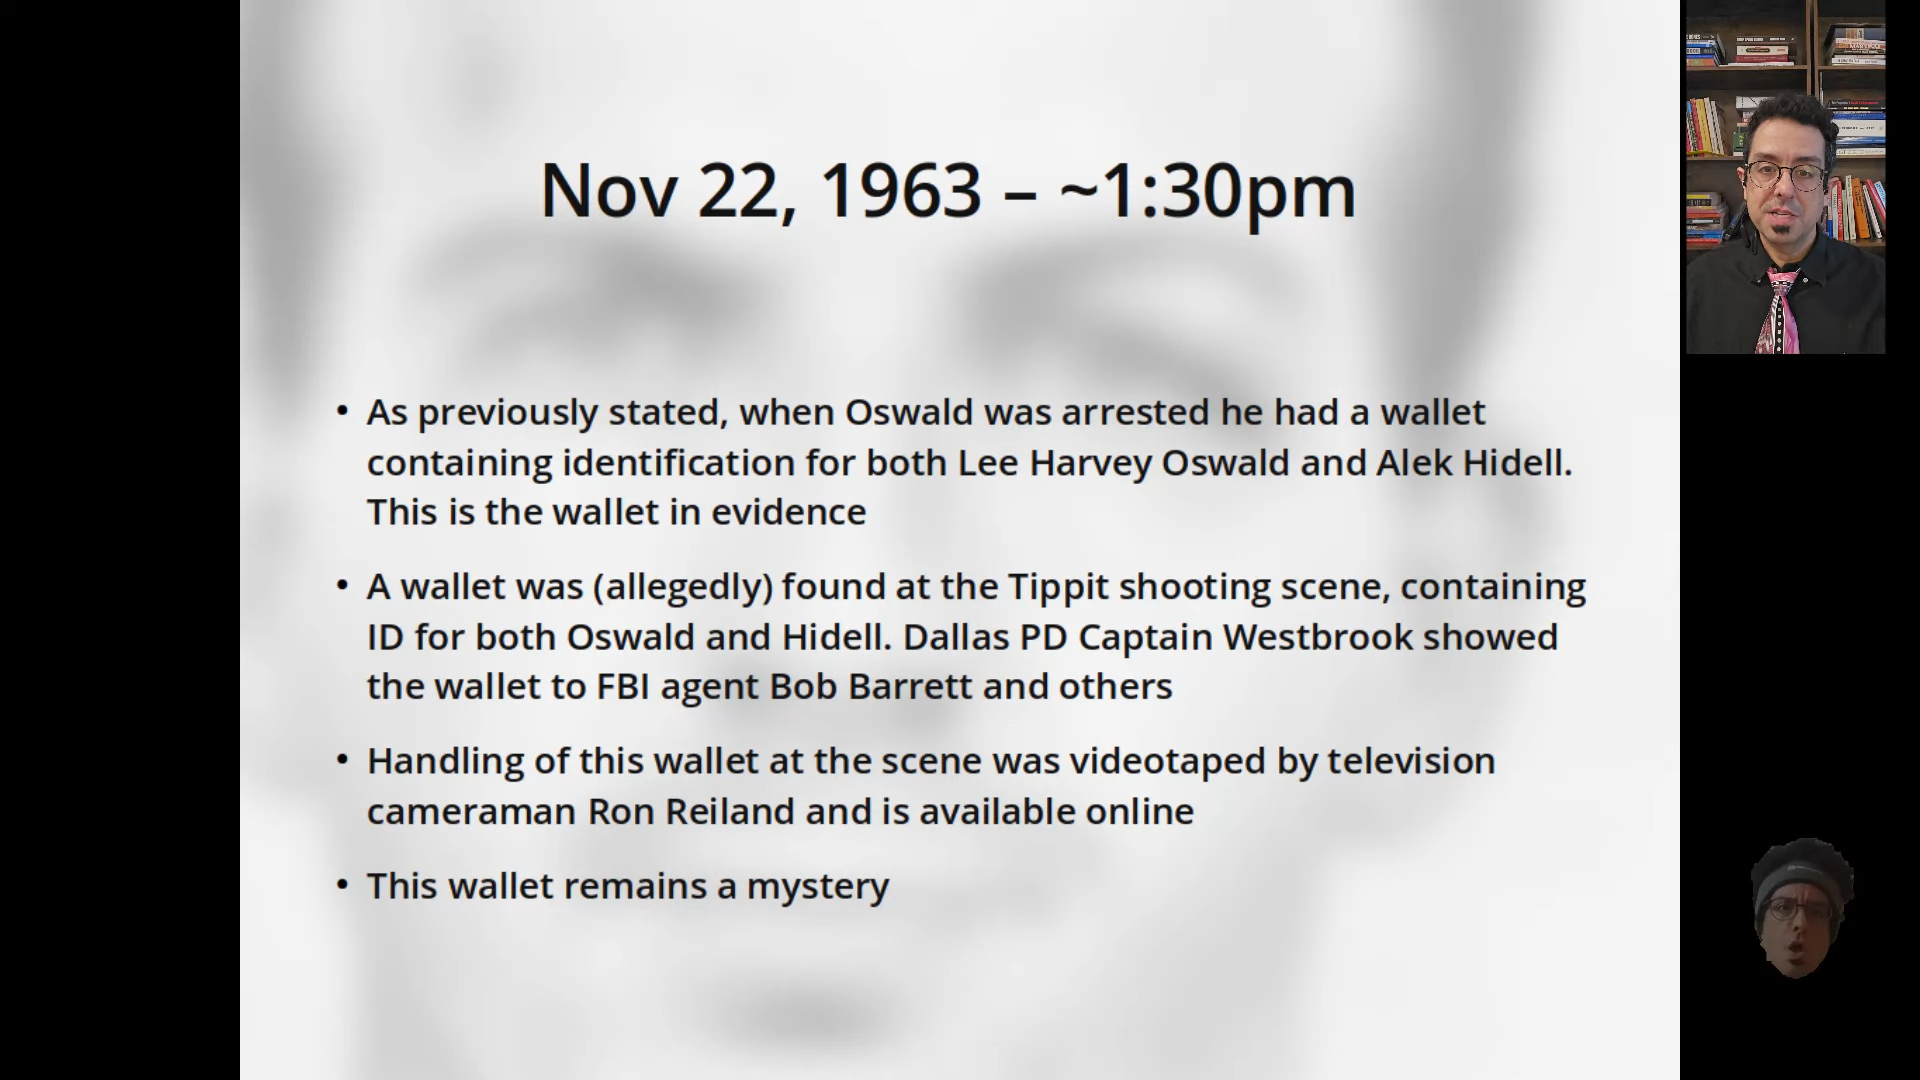 Nov 22, 1963 – ~1:30pm
• As previously stated, when Oswald was arrested he had a wallet
containing identification for both Lee Harvey Oswald and Alek Hidell.
This is the wallet in evidence
• A wallet was (allegedly) found at the Tippit shooting scene, containing
ID for both Oswald and Hidell. Dallas PD Captain Westbrook showed
the wallet to FBI agent Bob Barrett and others
• Handling of this wallet at the scene was videotaped by television
cameraman Ron Reiland and is available online
• This wallet remains a mystery